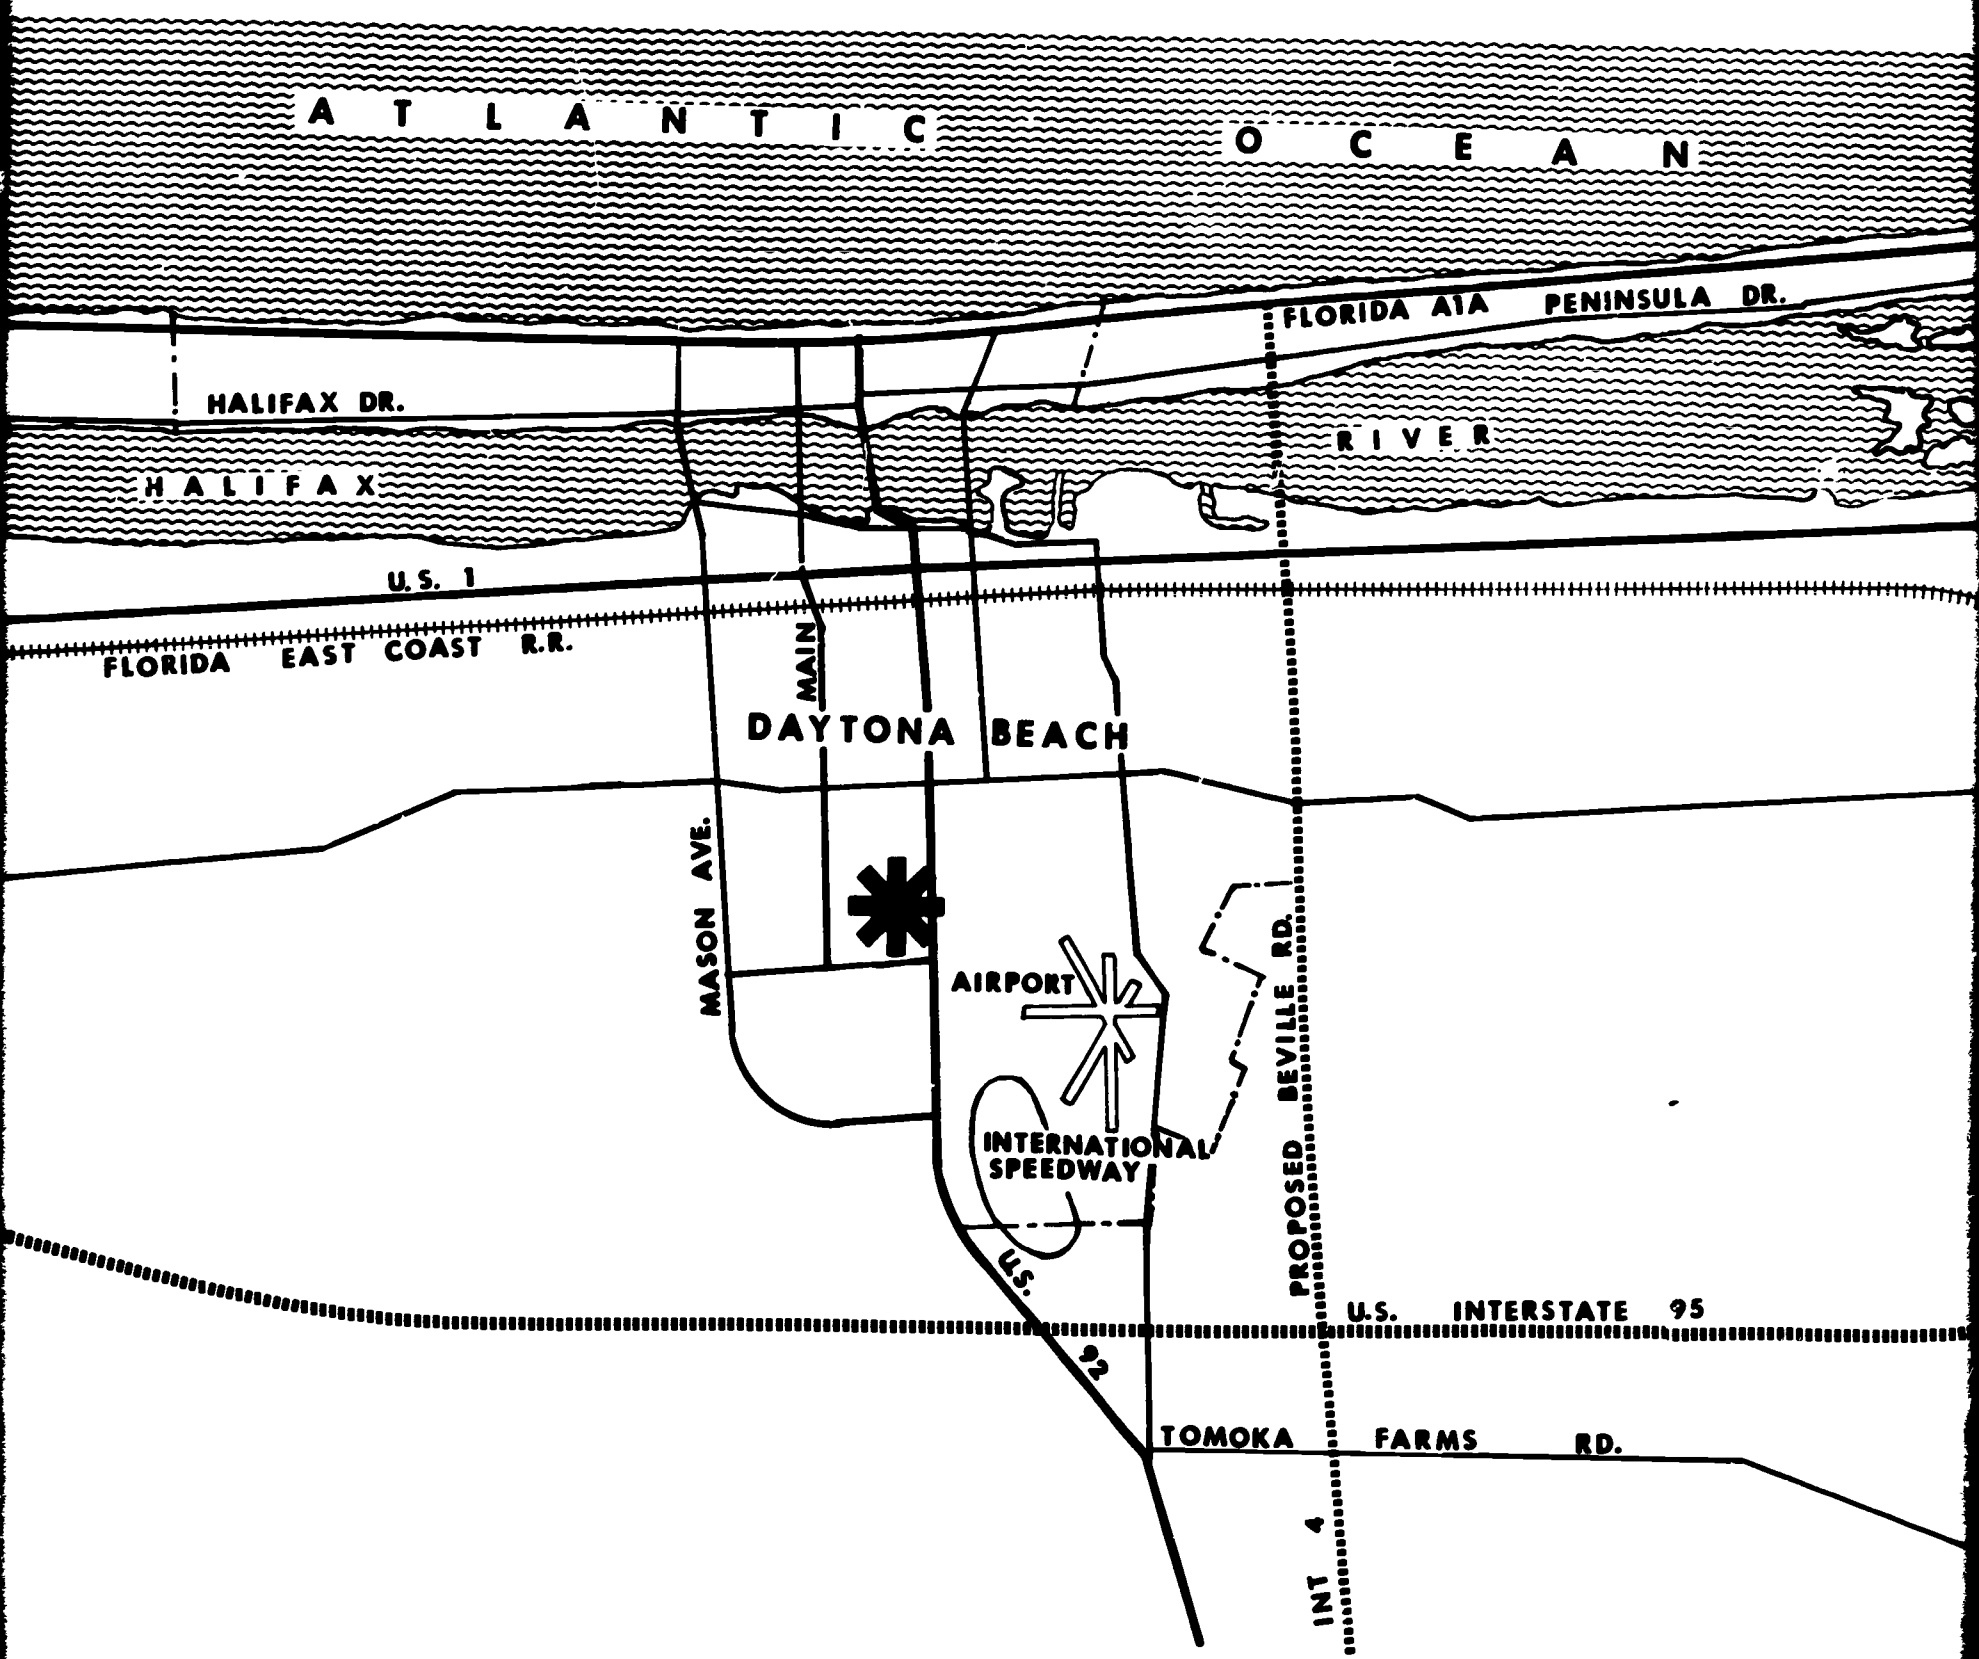 ATLANTIC OCEAN
FLORIDA A1A PENINSULA DR.
HALIFAX DR.
HALIFAX RIVER
U.S. 1
FLORIDA EAST COAST R.R.
MAIN
DAYTONA BEACH
MASON AVE.
AIRPORT
PROPOSED BEVILLE RD.
INTERNATIONAL
SPEEDWAY
U.S. 92
U.S. INTERSTATE 95
TOMOKA FARMS RD.
INT 4